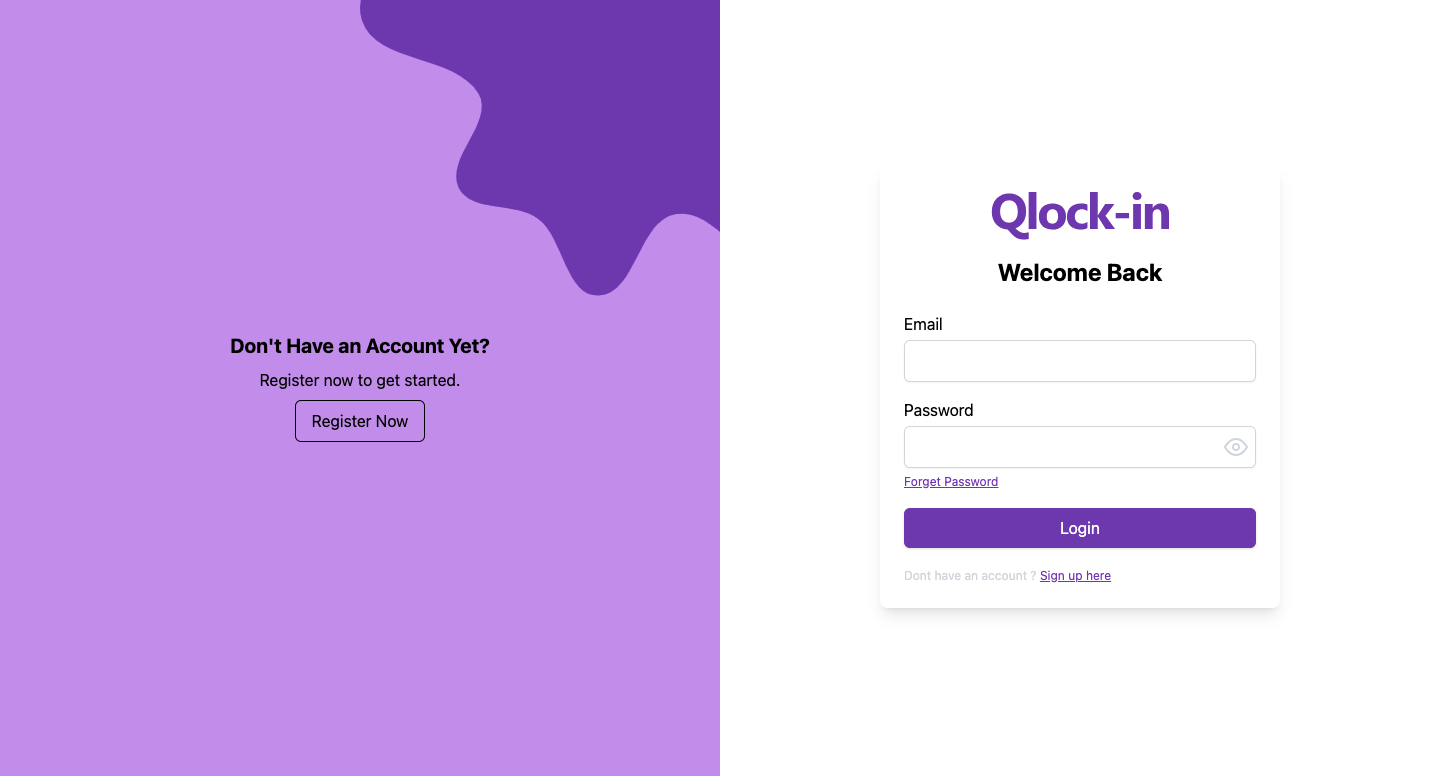 Don't Have an Account Yet?
Register now to get started.
Register Now
Qlock-in
Welcome Back
Email
Password
Forget Password
Login
Dont have an account ? Sign up here